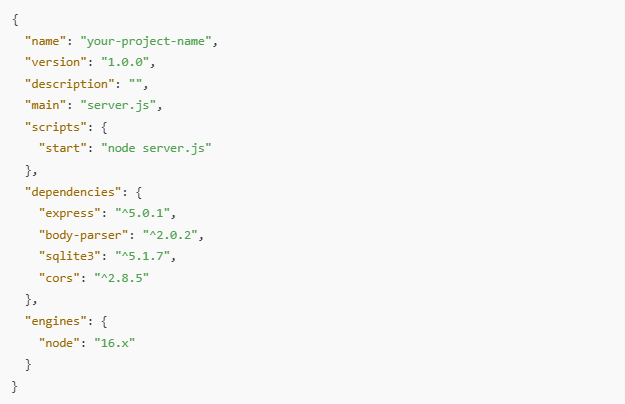 {
  "name": "your-project-name",
  "version": "1.0.0",
  "description": "",
  "main": "server.js",
  "scripts": {
    "start": "node server.js"
  },
  "dependencies": {
    "express": "^5.0.1",
    "body-parser": "^2.0.2",
    "sqlite3": "^5.1.7",
    "cors": "^2.8.5"
  },
  "engines": {
    "node": "16.x"
  }
}